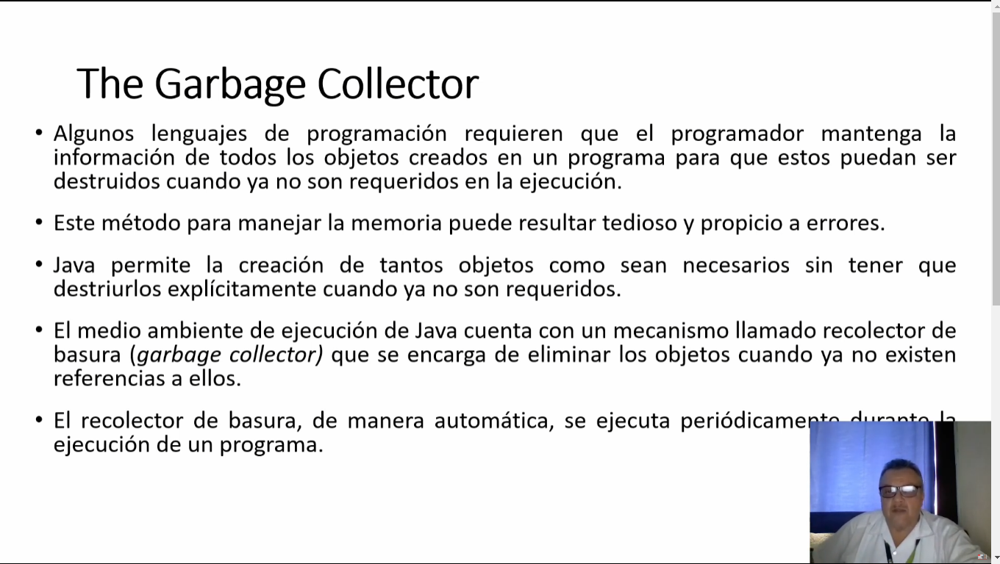 The Garbage Collector
• Algunos lenguajes de programación requieren que el programador mantenga la
información de todos los objetos creados en un programa para que estos puedan ser
destruidos cuando ya no son requeridos en la ejecución.
• Este método para manejar la memoria puede resultar tedioso y propicio a errores.
• Java permite la creación de tantos objetos como sean necesarios sin tener que
destriurlos explícitamente cuando ya no son requeridos.
• El medio ambiente de ejecución de Java cuenta con un mecanismo llamado recolector de
basura (garbage collector) que se encarga de eliminar los objetos cuando ya no existen
referencias a ellos.
• El recolector de basura, de manera automática, se ejecuta periódicamente durante la
ejecución de un programa.